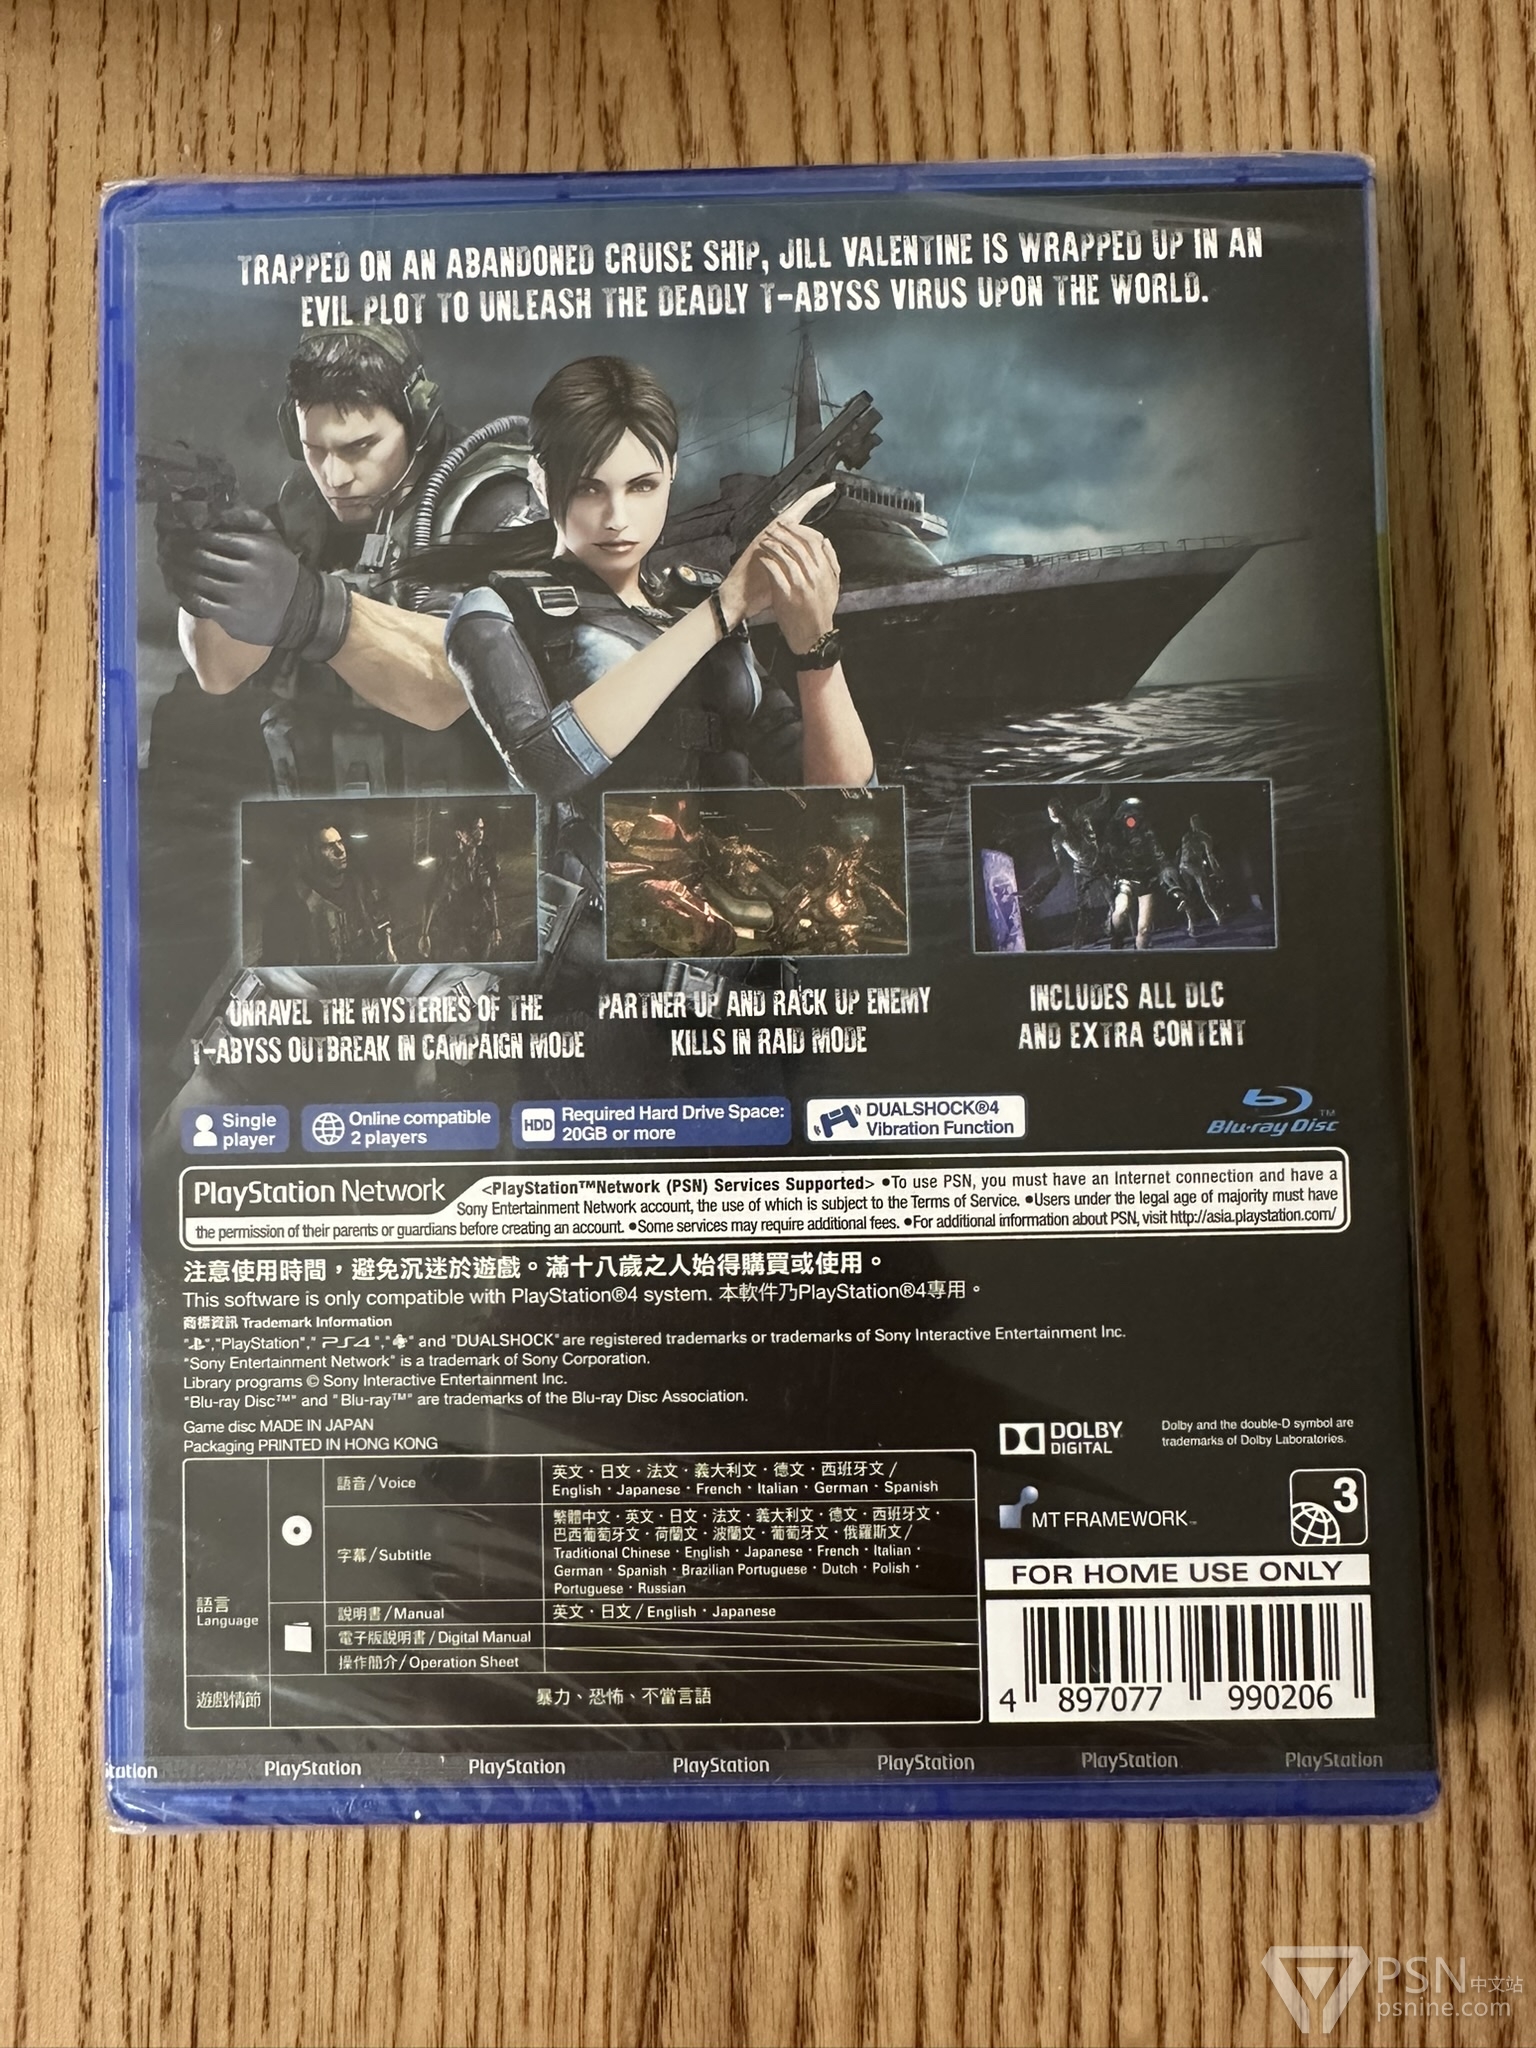 TRAPPED ON AN ABANDONED CRUISE SHIP, JILL VALENTINE IS WRAPPED UP IN AN
EVIL PLOT TO UNLEASH THE DEADLY T-ABYSS VIRUS UPON THE WORLD.
UNRAVEL THE MYSTERIES OF THE
T-ABYSS OUTBREAK IN CAMPAIGN MODE
PARTNER UP AND RACK UP ENEMY
KILLS IN RAID MODE
INCLUDES ALL DLC
AND EXTRA CONTENT
Single
player
Online compatible
2 players
HDD
Required Hard Drive Space:
20GB or more
DUALSHOCK®4
Vibration Function
Blu-ray Disc™
PlayStation Network
<PlayStation™Network (PSN) Services Supported> •To use PSN, you must have an Internet connection and have a
Sony Entertainment Network account, the use of which is subject to the Terms of Service. •Users under the legal age of majority must have
the permission of their parents or guardians before creating an account. •Some services may require additional fees. •For additional information about PSN, visit http://asia.playstation.com/
注意使用時間，避免沉迷於遊戲。滿十八歲之人始得購買或使用。
This software is only compatible with PlayStation®4 system. 本軟件乃PlayStation®4專用。
商標資訊 Trademark Information
"PlayStation", "PS4", and "DUALSHOCK" are registered trademarks or trademarks of Sony Interactive Entertainment Inc.
"Sony Entertainment Network" is a trademark of Sony Corporation.
Library programs © Sony Interactive Entertainment Inc.
"Blu-ray Disc™" and "Blu-ray™" are trademarks of the Blu-ray Disc Association.
Game disc MADE IN JAPAN
Packaging PRINTED IN HONG KONG
DOLBY
DIGITAL
Dolby and the double-D symbol are
trademarks of Dolby Laboratories.
語言
Language
語音/Voice
英文・日文・法文・義大利文・德文・西班牙文/
English・Japanese・French・Italian・German・Spanish
字幕/Subtitle
繁體中文・英文・日文・法文・義大利文・德文・西班牙文・
巴西葡萄牙文・荷蘭文・波蘭文・葡萄牙文・俄羅斯文/
Traditional Chinese・English・Japanese・French・Italian・
German・Spanish・Brazilian Portuguese・Dutch・Polish・
Portuguese・Russian
說明書/Manual
英文・日文/English・Japanese
電子版說明書/Digital Manual
操作簡介/Operation Sheet
遊戲情節
暴力、恐怖、不當言語
MT FRAMEWORK
3
FOR HOME USE ONLY
4 897077 990206
tation PlayStation PlayStation PlayStation PlayStation PlayStation PlayStation
PSN中文站
psnine.com